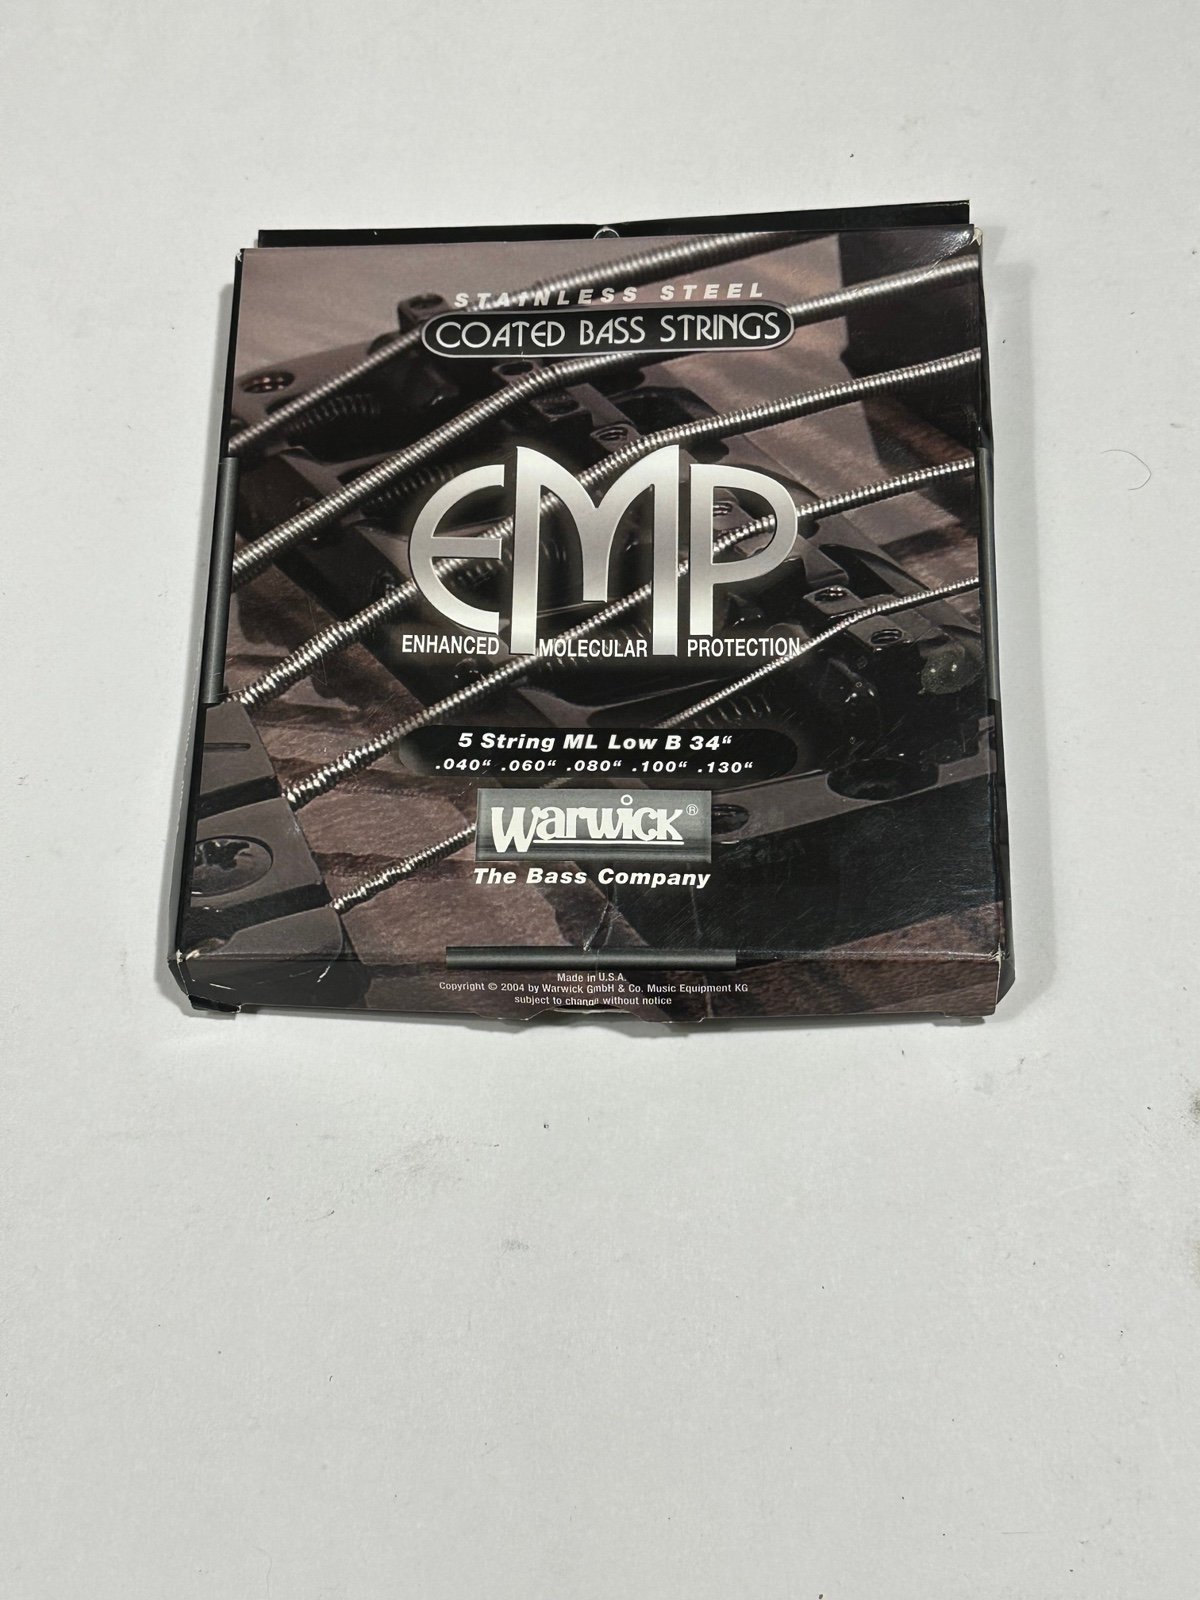 STAINLESS STEEL
COATED BASS STRINGS
EMP
ENHANCED MOLECULAR PROTECTION
5 String ML Low B 34“
.040“ .060“ .080“ .100“ .130“
Warwick®
The Bass Company
Made in U.S.A.
Copyright © 2004 by Warwick GmbH & Co. Music Equipment KG
subject to change without notice